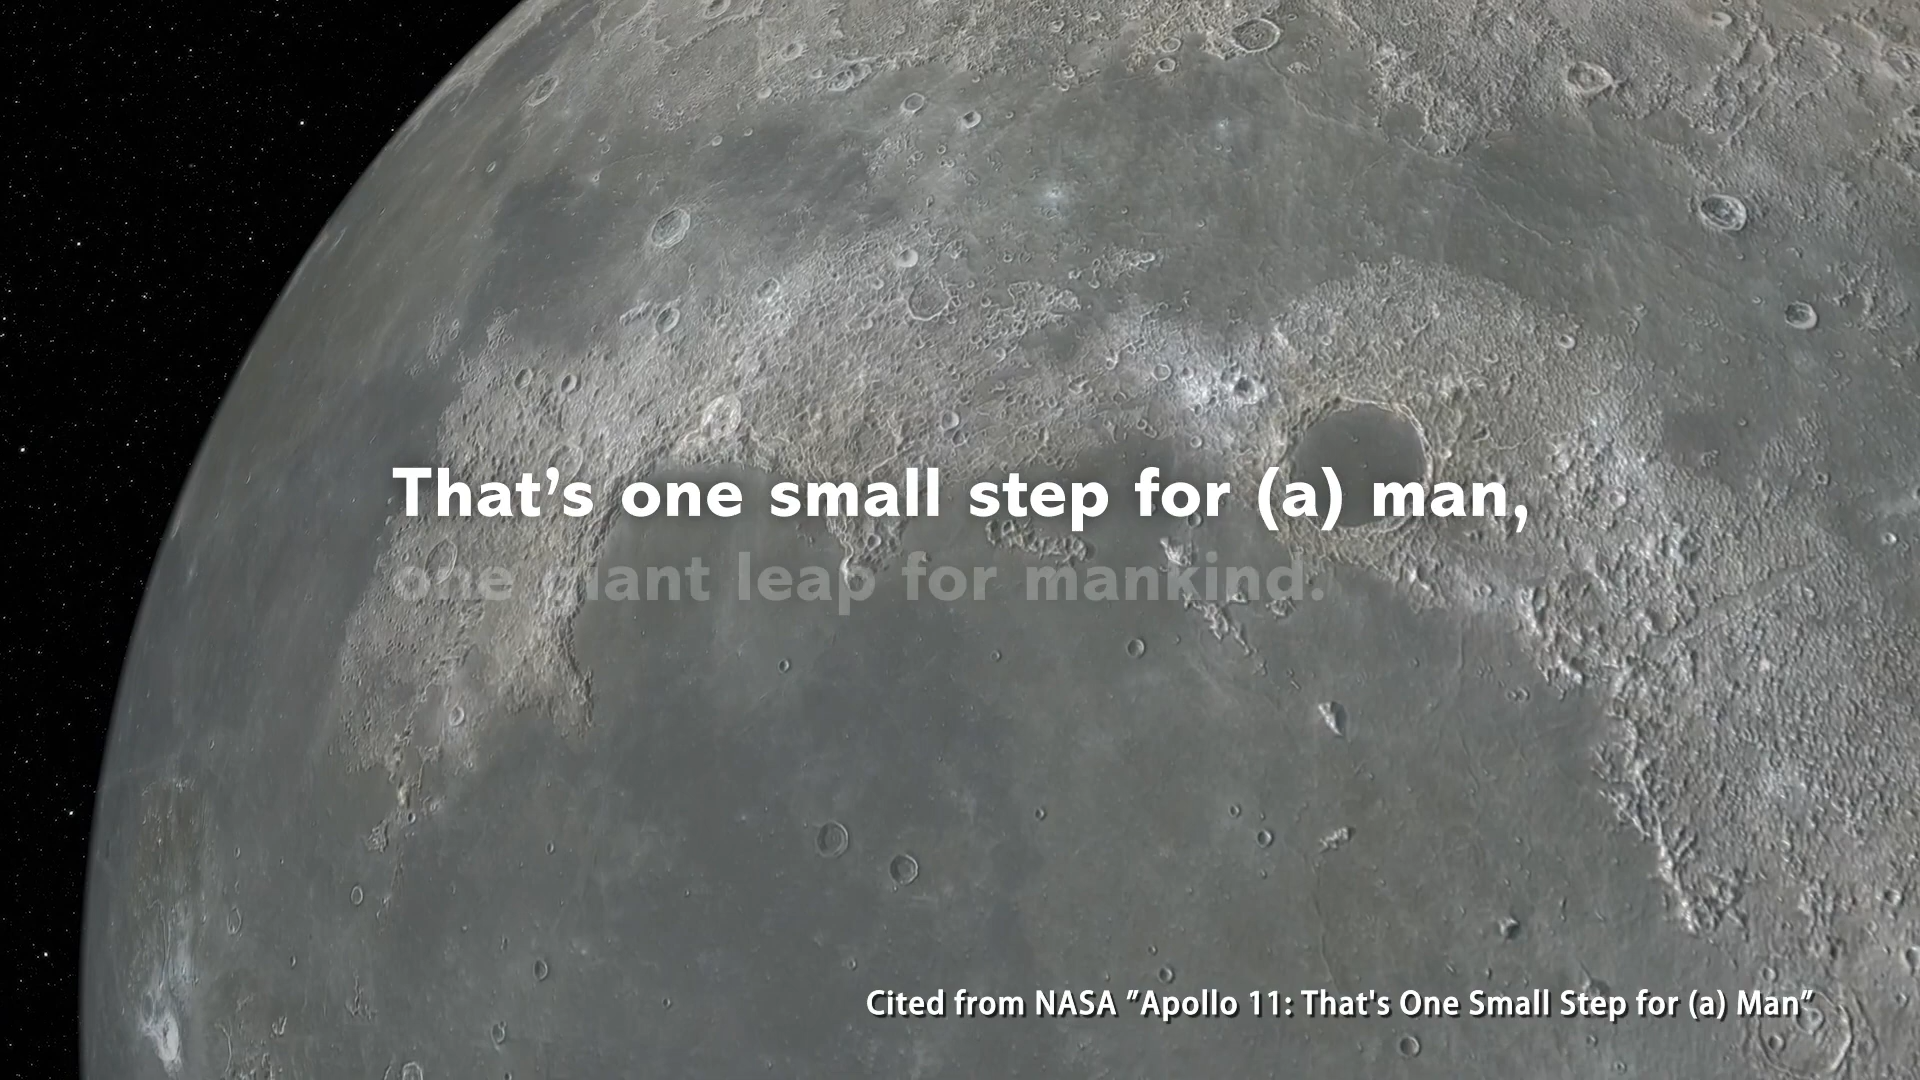 That’s one small step for (a) man,
one giant leap for mankind.
Cited from NASA ”Apollo 11: That's One Small Step for (a) Man”